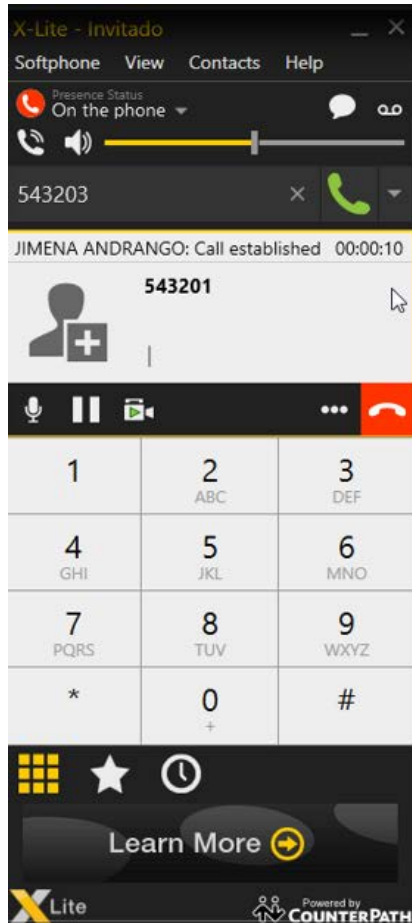 X-Lite - Invitado
Softphone View Contacts Help
Presence Status
On the phone
543203
JIMENA ANDRANGO: Call established 00:00:10
543201
1 2 3
ABC DEF
4 5 6
GHI JKL MNO
7 8 9
PQRS TUV WXYZ
* 0 #
+
Learn More
X Lite
Powered by
COUNTERPATH